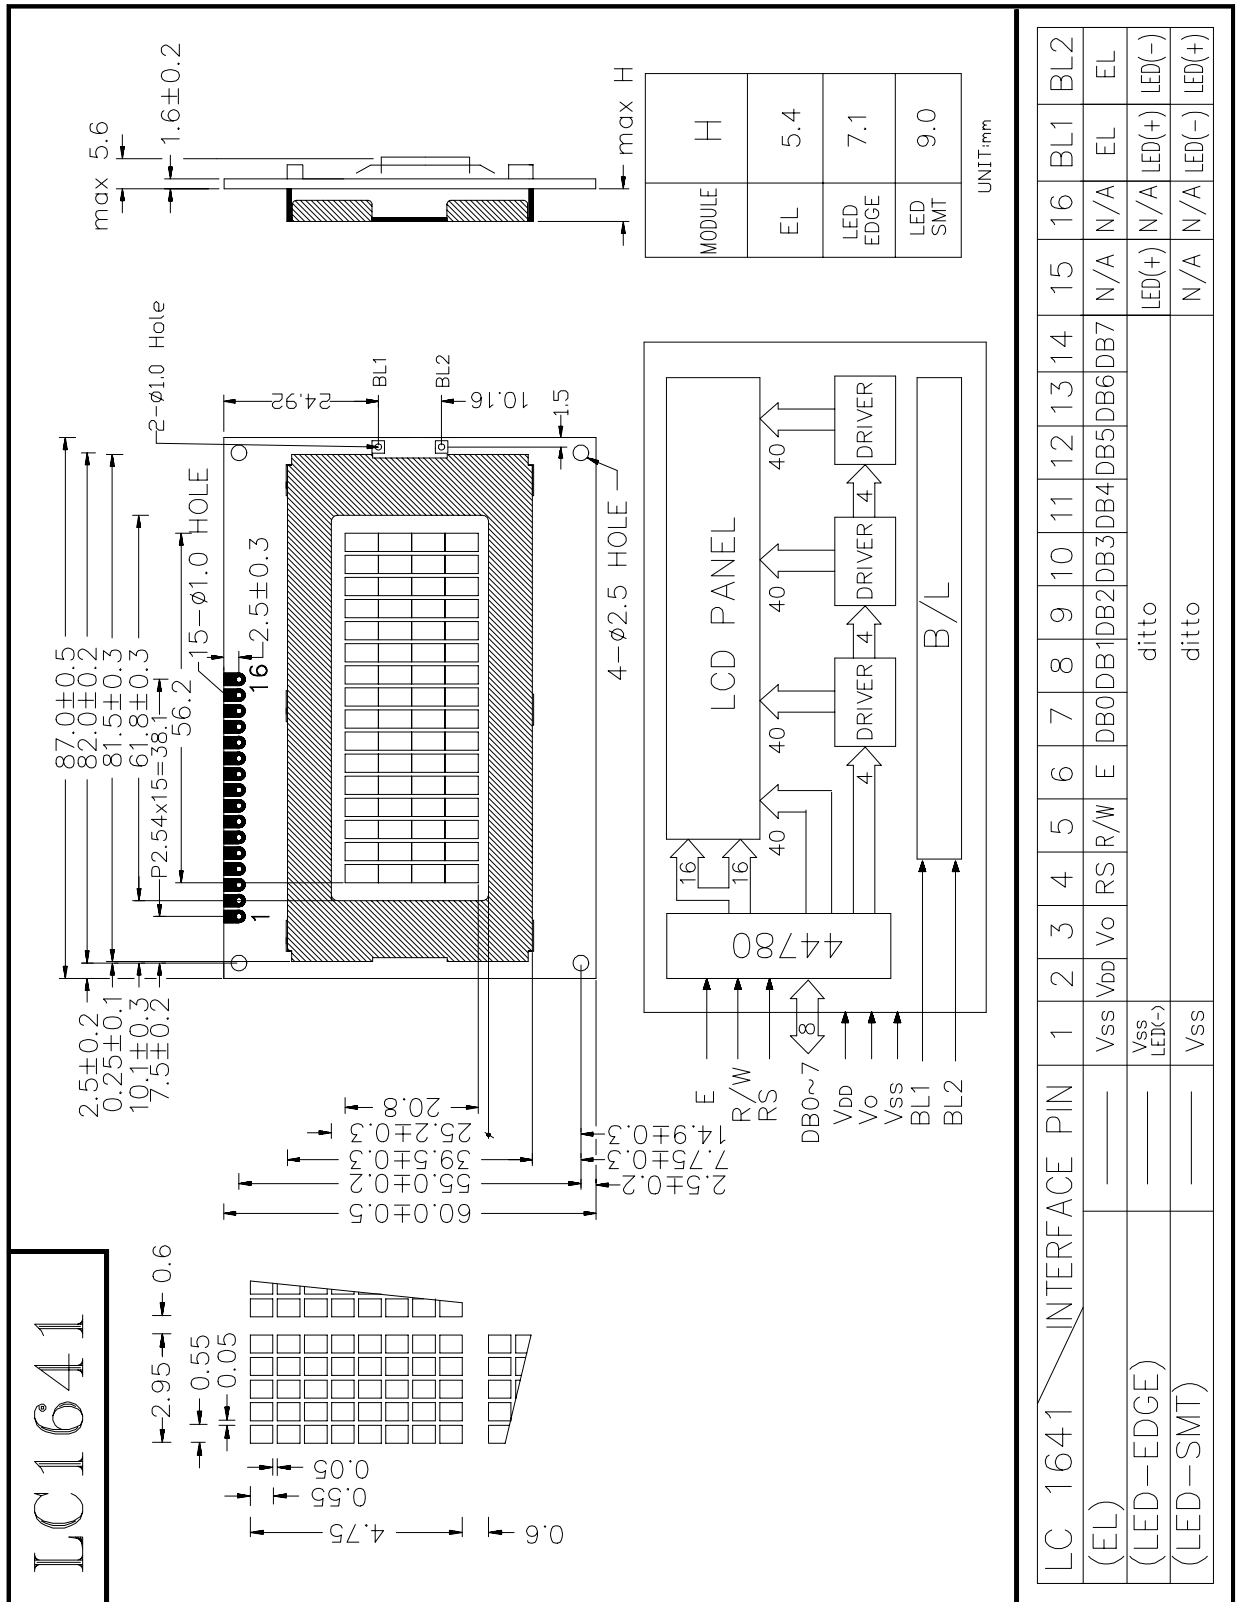 LC1641
2.95
0.6
0.55
0.05
0.05
0.55
4.75
0.6
87.0±0.5
82.0±0.2
81.5±0.3
61.8±0.3
P2.54x15=38.1
56.2
15-ø1.0 HOLE
2.5±0.3
1
16
2-ø1.0 Hole
24.92
BL1
BL2
10.16
1.5
4-ø2.5 HOLE
2.5±0.2
0.25±0.1
10.1±0.3
7.5±0.2
20.8
25.2±0.3
39.5±0.3
55.0±0.2
60.0±0.5
14.9±0.3
7.75±0.3
2.5±0.2
max 5.6
1.6±0.2
max H
MODULE H
EL 5.4
LED EDGE 7.1
LED SMT 9.0
UNIT:mm
E
R/W
RS
DB0~7
VDD
Vo
Vss
BL1
BL2
8
44780
16
16
40
40
40
40
4
4
4
LCD PANEL
DRIVER
DRIVER
DRIVER
B/L
LC 1641 INTERFACE PIN 1 2 3 4 5 6 7 8 9 10 11 12 13 14 15 16 BL1 BL2
(EL) Vss VDD Vo RS R/W E DB0 DB1 DB2 DB3 DB4 DB5 DB6 DB7 N/A N/A EL EL
(LED-EDGE) Vss LED(-) ditto LED(+) N/A LED(+) LED(-)
(LED-SMT) Vss ditto N/A N/A LED(-) LED(+)